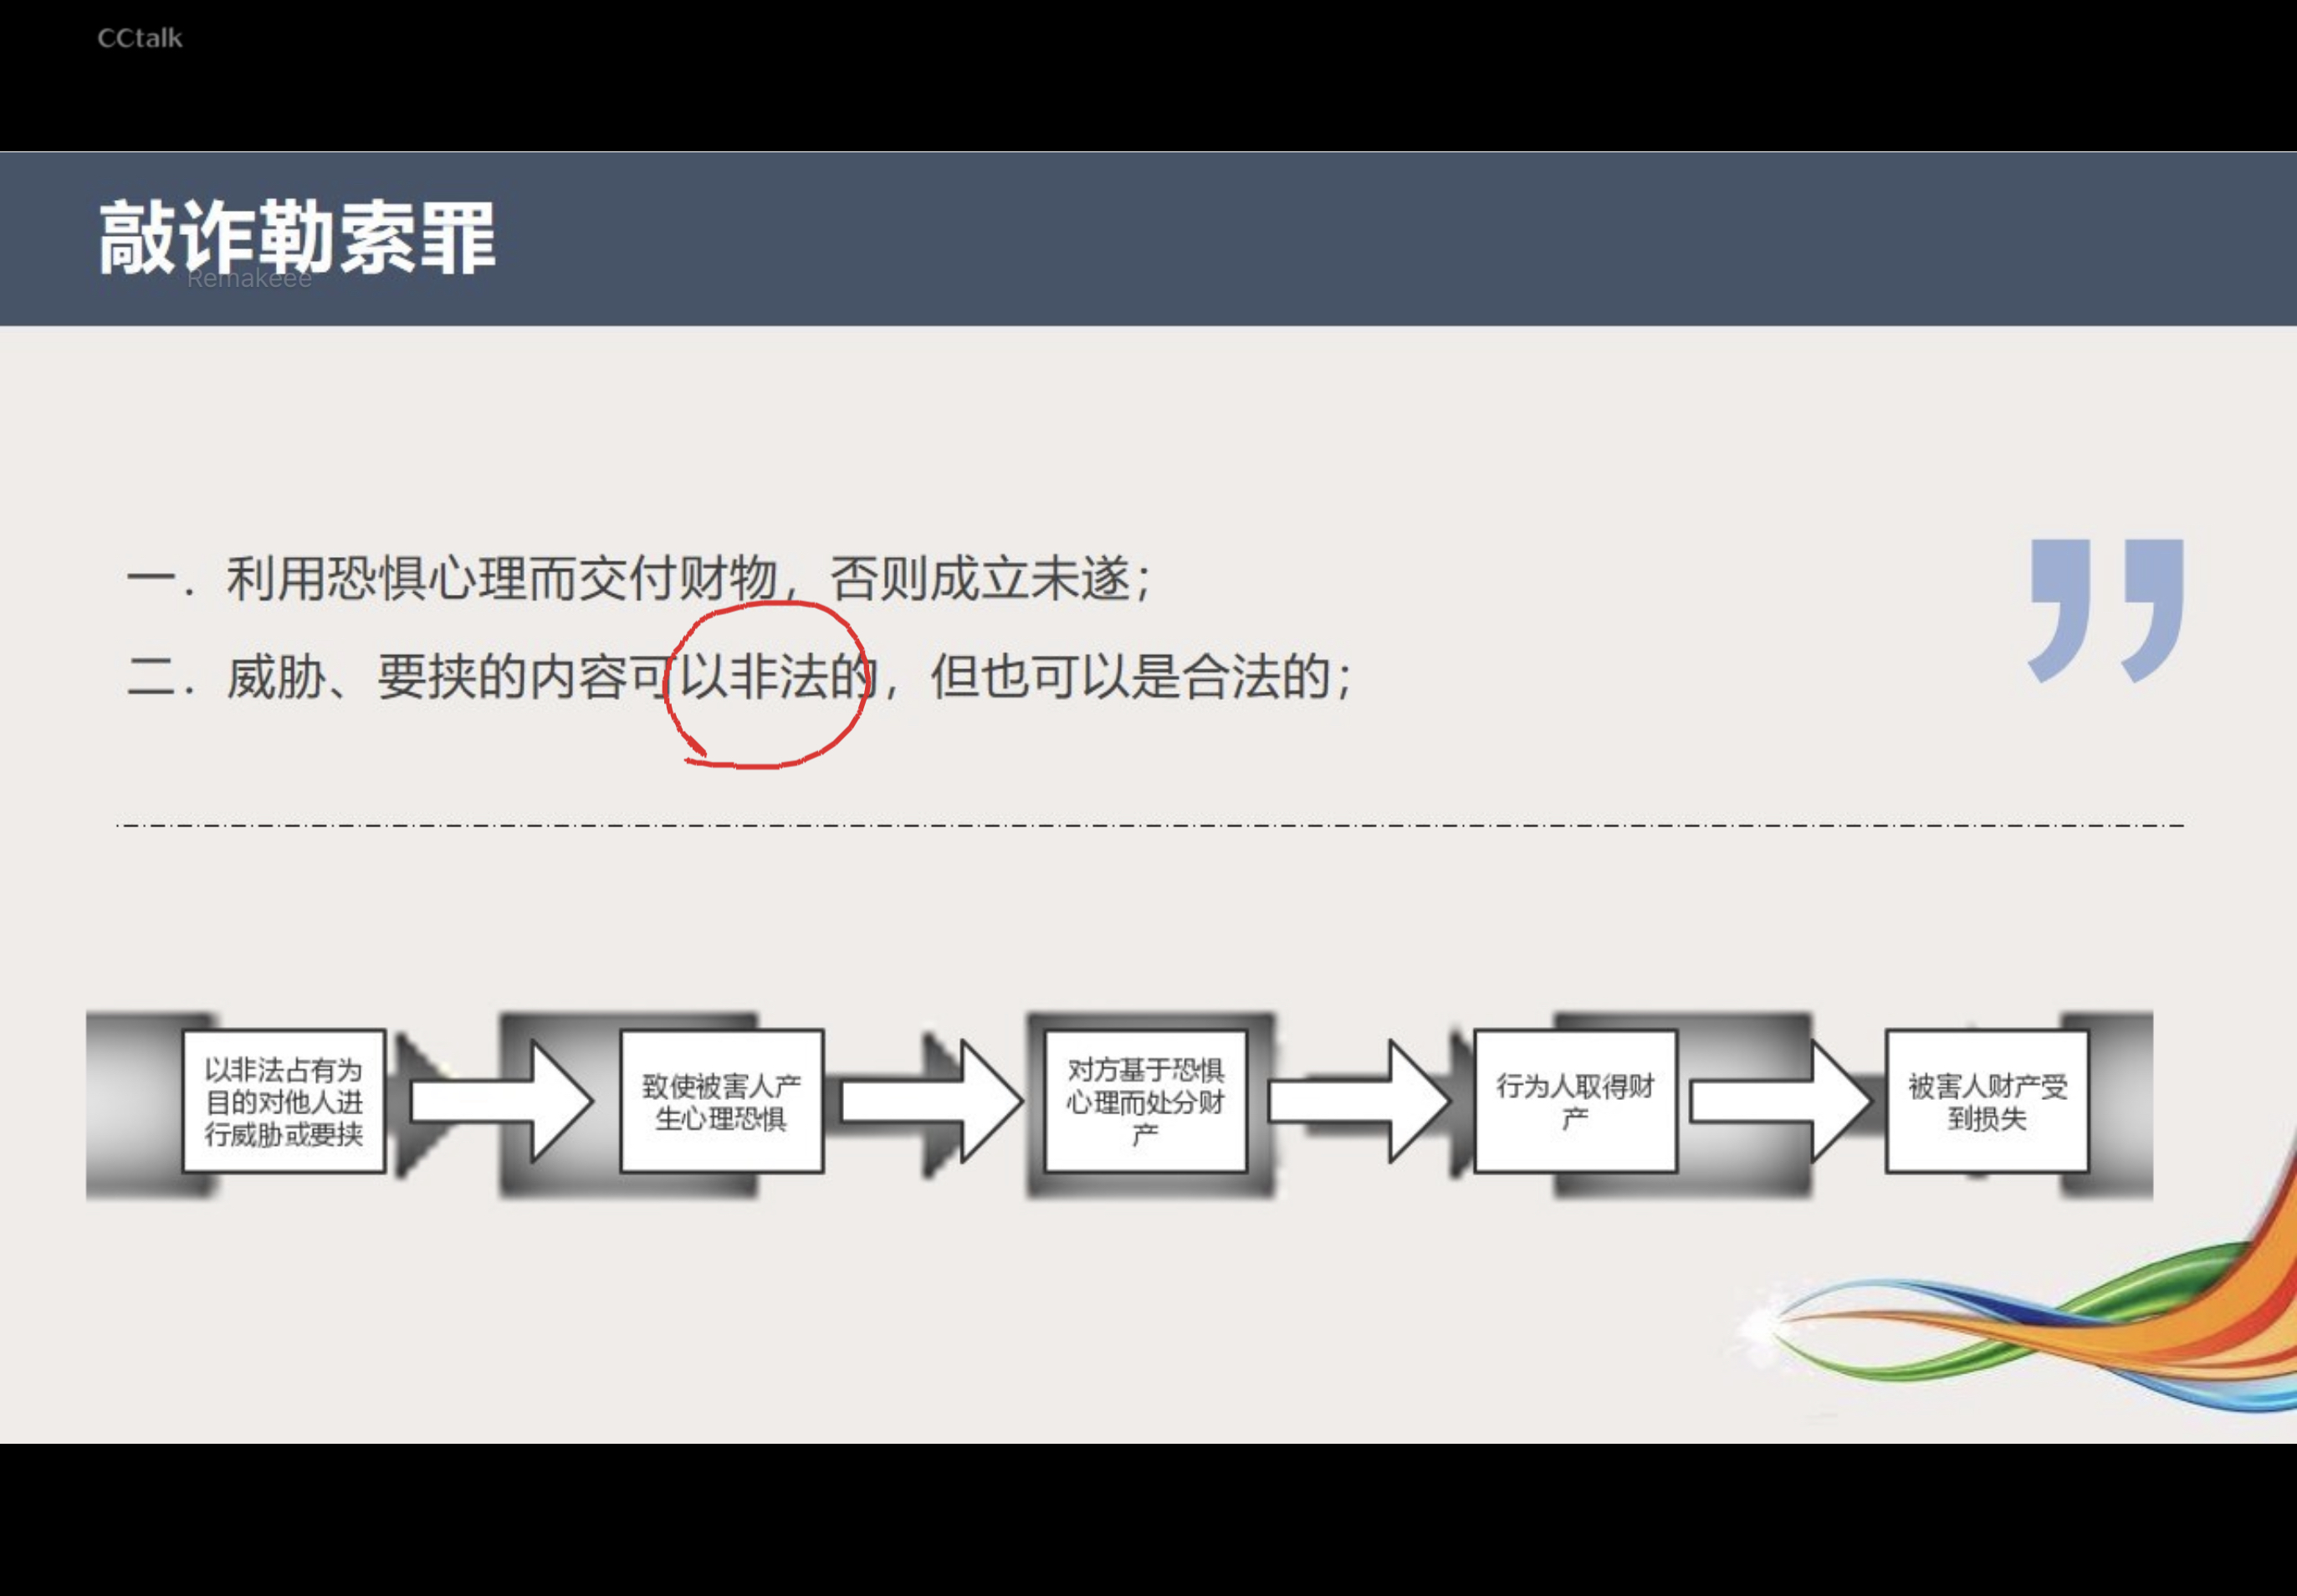 CCtalk
敲诈勒索罪
Remakeee
一．利用恐惧心理而交付财物，否则成立未遂；
二．威胁、要挟的内容可以非法的，但也可以是合法的；
以非法占有为
目的对他人进
行威胁或要挟
致使被害人产
生心理恐惧
对方基于恐惧
心理而处分财
产
行为人取得财
产
被害人财产受
到损失